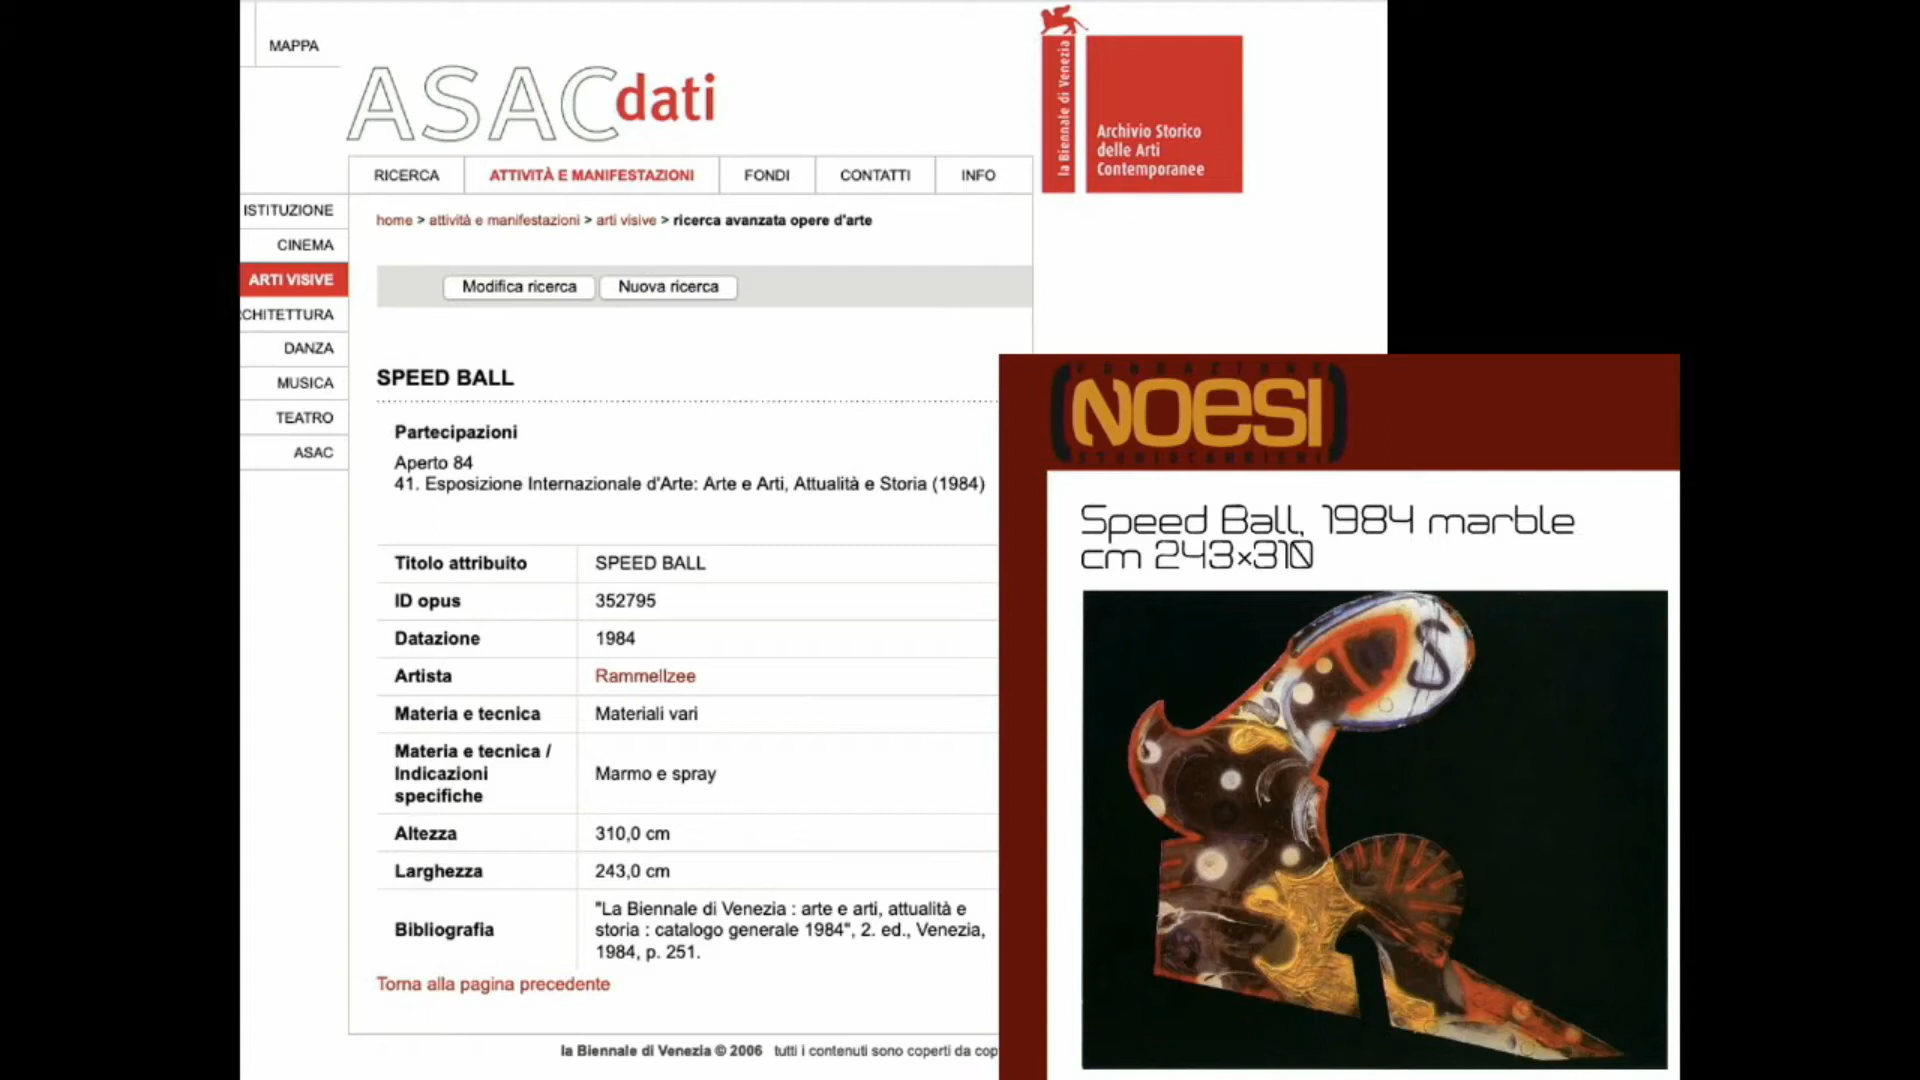 MAPPA
ASACdati
la Biennale di Venezia
Archivio Storico
delle Arti
Contemporanee
RICERCA
ATTIVITÀ E MANIFESTAZIONI
FONDI
CONTATTI
INFO
ISTITUZIONE
CINEMA
ARTI VISIVE
CHITETTURA
DANZA
MUSICA
TEATRO
ASAC
home > attività e manifestazioni > arti visive > ricerca avanzata opere d'arte
Modifica ricerca
Nuova ricerca
SPEED BALL
Partecipazioni
Aperto 84
41. Esposizione Internazionale d'Arte: Arte e Arti, Attualità e Storia (1984)
Titolo attribuito SPEED BALL
ID opus 352795
Datazione 1984
Artista Rammellzee
Materia e tecnica Materiali vari
Materia e tecnica /
Indicazioni
specifiche
Marmo e spray
Altezza 310,0 cm
Larghezza 243,0 cm
Bibliografia
"La Biennale di Venezia : arte e arti, attualità e
storia : catalogo generale 1984", 2. ed., Venezia,
1984, p. 251.
Torna alla pagina precedente
la Biennale di Venezia © 2006 tutti i contenuti sono coperti da cop
FONDAZIONE
NOESI
STUDIOCARRIERI
Speed Ball, 1984 marble
cm 243×310
S